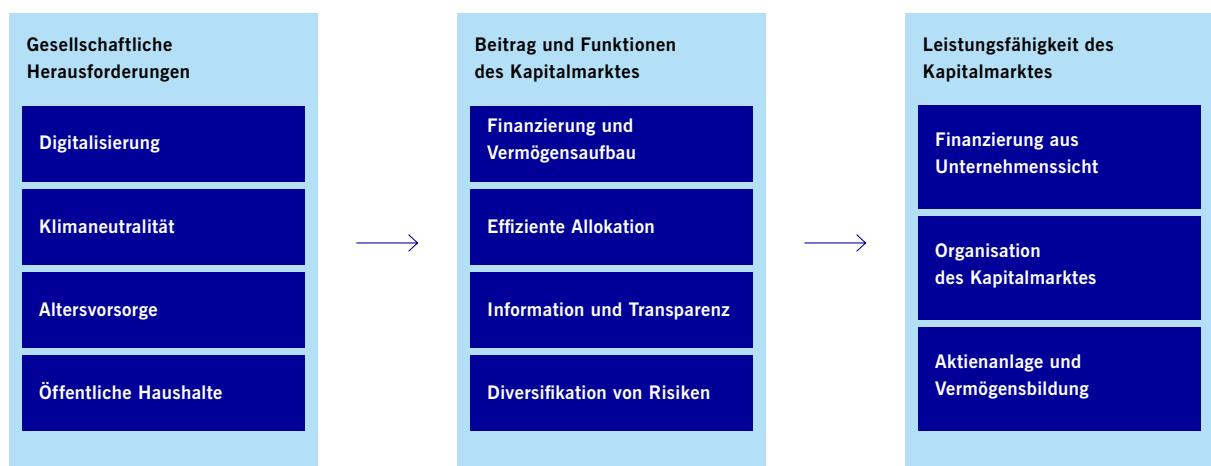 Gesellschaftliche
Herausforderungen
Digitalisierung
Klimaneutralität
Altersvorsorge
Öffentliche Haushalte
Beitrag und Funktionen
des Kapitalmarktes
Finanzierung und
Vermögensaufbau
Effiziente Allokation
Information und Transparenz
Diversifikation von Risiken
Leistungsfähigkeit des
Kapitalmarktes
Finanzierung aus
Unternehmenssicht
Organisation
des Kapitalmarktes
Aktienanlage und
Vermögensbildung